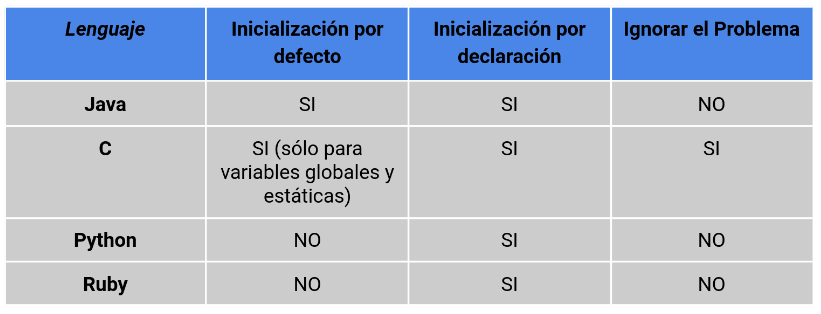 Lenguaje
Inicialización por
defecto
Inicialización por
declaración
Ignorar el Problema
Java
SI
SI
NO
C
SI (sólo para
variables globales y
estáticas)
SI
SI
Python
NO
SI
NO
Ruby
NO
SI
NO